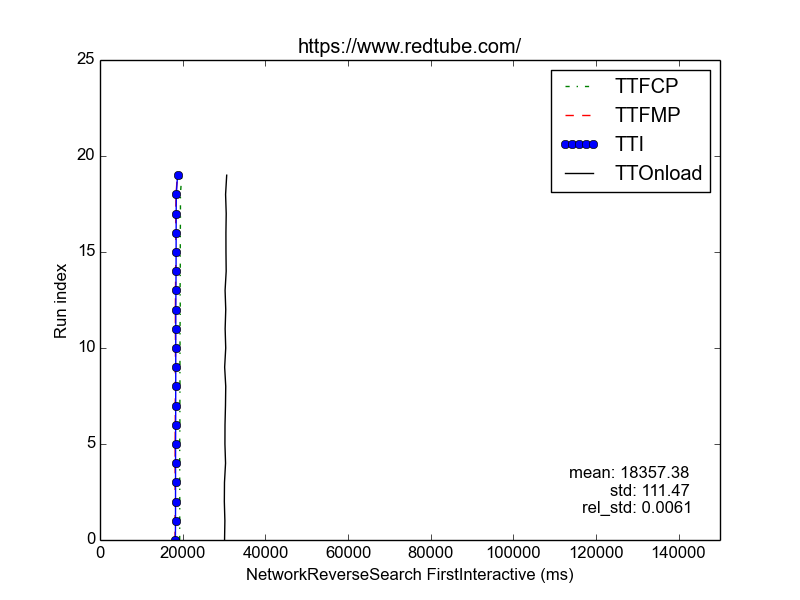 https://www.redtube.com/
25
20
15
10
5
0
Run index
TTFCP
TTFMP
TTI
TTOnload
mean: 18357.38
std: 111.47
rel_std: 0.0061
0 20000 40000 60000 80000 100000 120000 140000
NetworkReverseSearch FirstInteractive (ms)